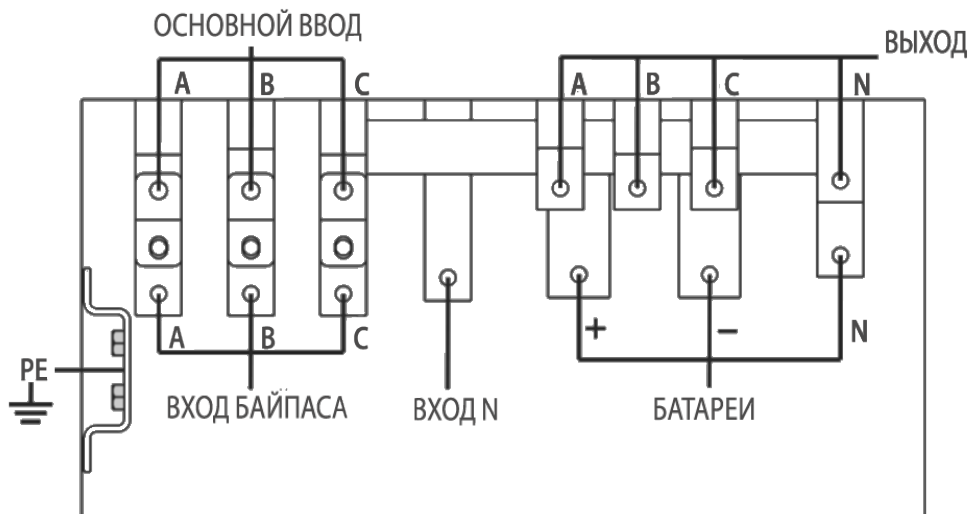 ОСНОВНОЙ ВВОД
ВЫХОД
A B C A B C N
A B C + − N
PE
ВХОД БАЙПАСА ВХОД N БАТАРЕИ